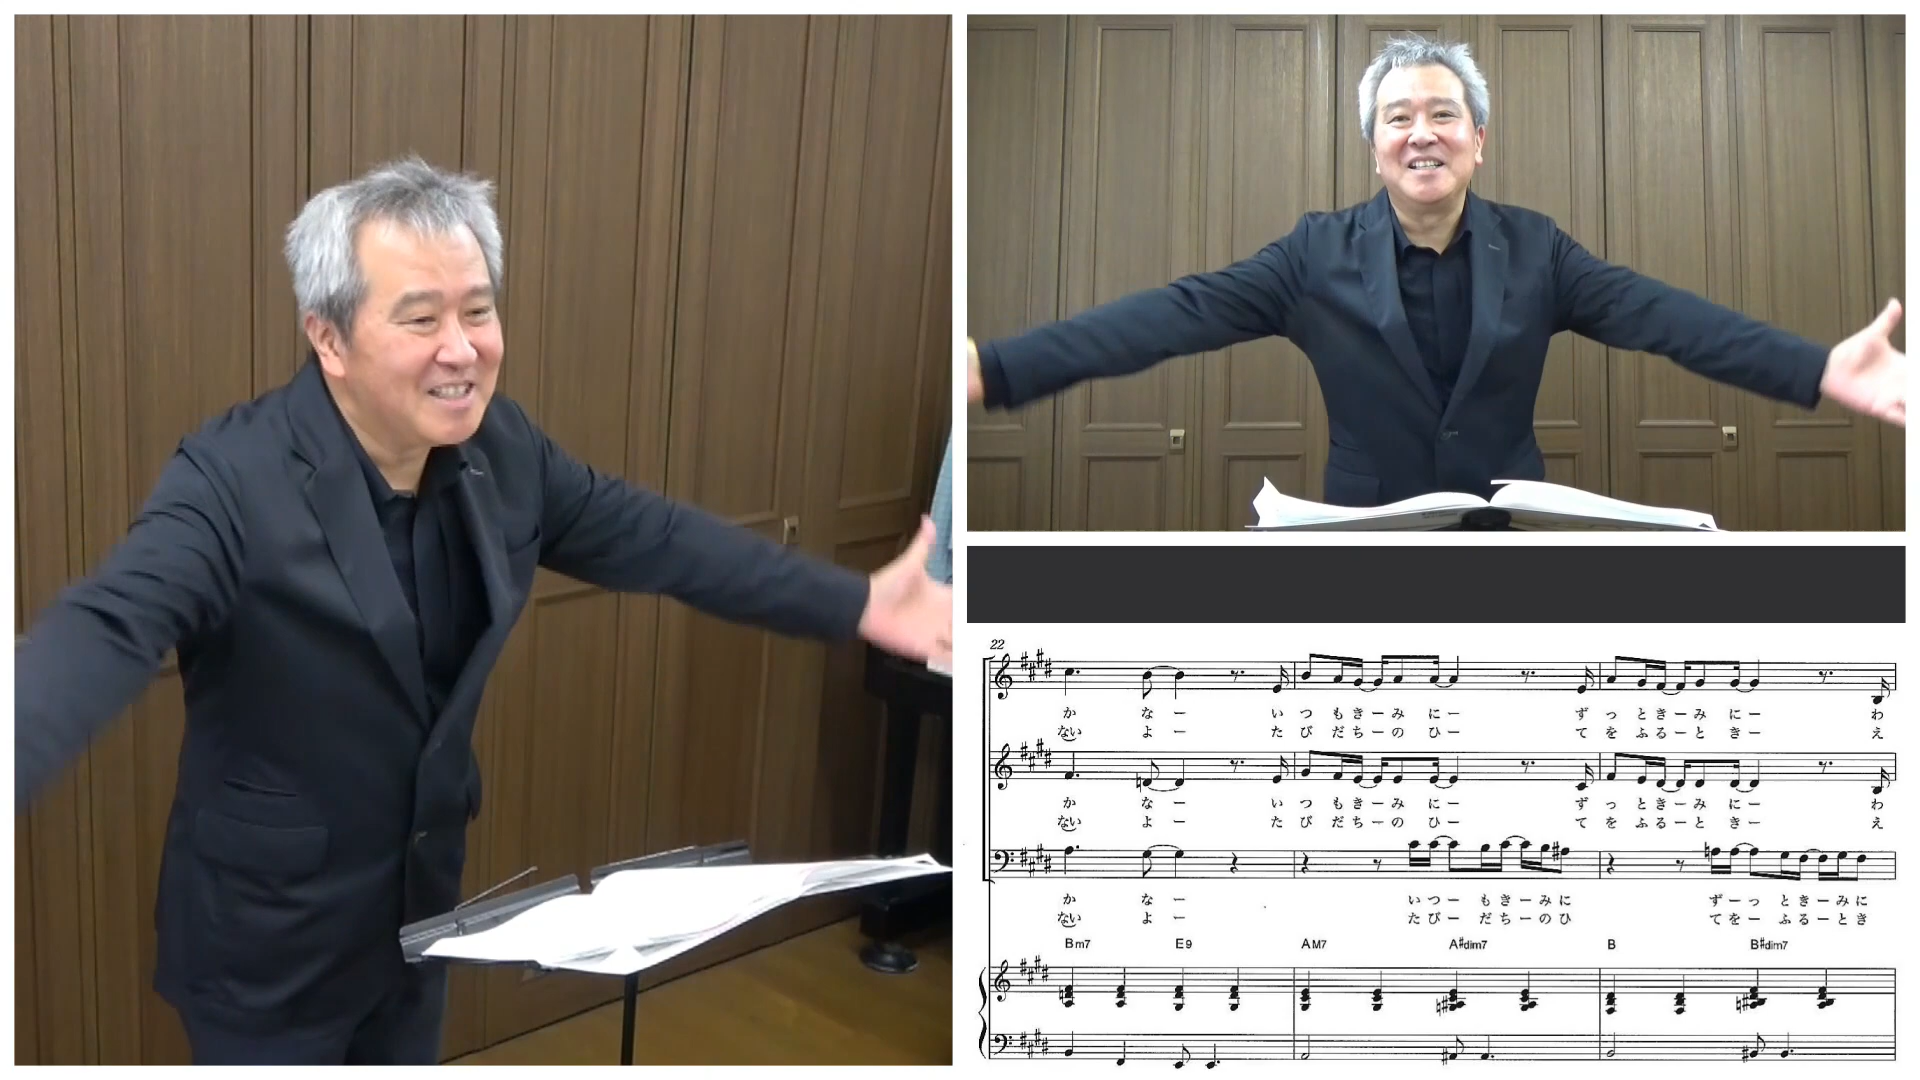 22
か なー いつもきーみにー ずっときーみにー わ
ないよー たびだちーのひー てをふるーときー え
か なー いつもきーみにー ずっときーみにー わ
ないよー たびだちーのひー てをふるーときー え
か なー いつーもきーみに ずーっときーみに
ないよー たびーだちーのひ てをーふるーとき
Bm7 E9 AM7 A#dim7 B B#dim7